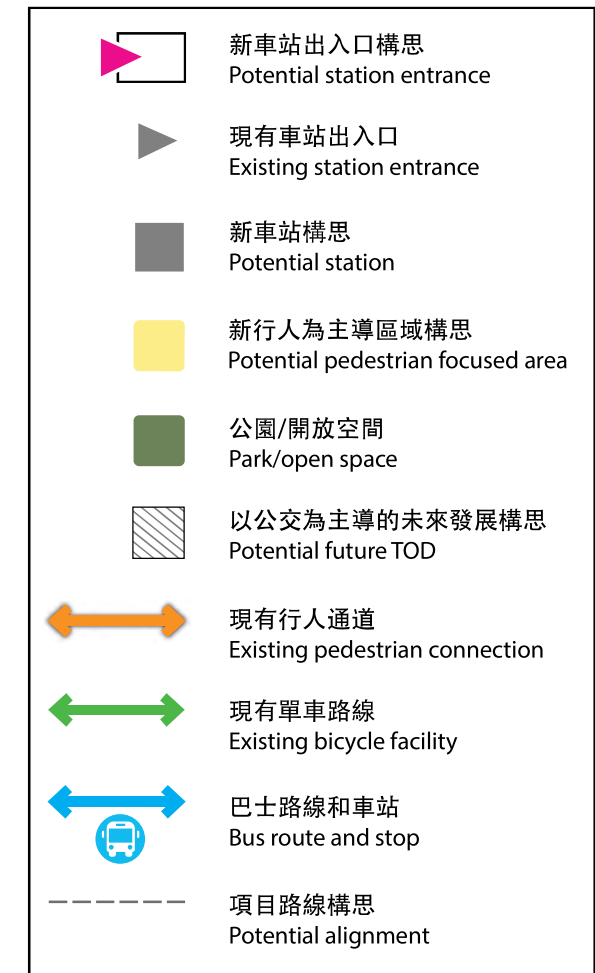 新車站出入口構思
Potential station entrance
現有車站出入口
Existing station entrance
新車站構思
Potential station
新行人為主導區域構思
Potential pedestrian focused area
公園/開放空間
Park/open space
以公交為主導的未來發展構思
Potential future TOD
現有行人通道
Existing pedestrian connection
現有單車路線
Existing bicycle facility
巴士路線和車站
Bus route and stop
項目路線構思
Potential alignment